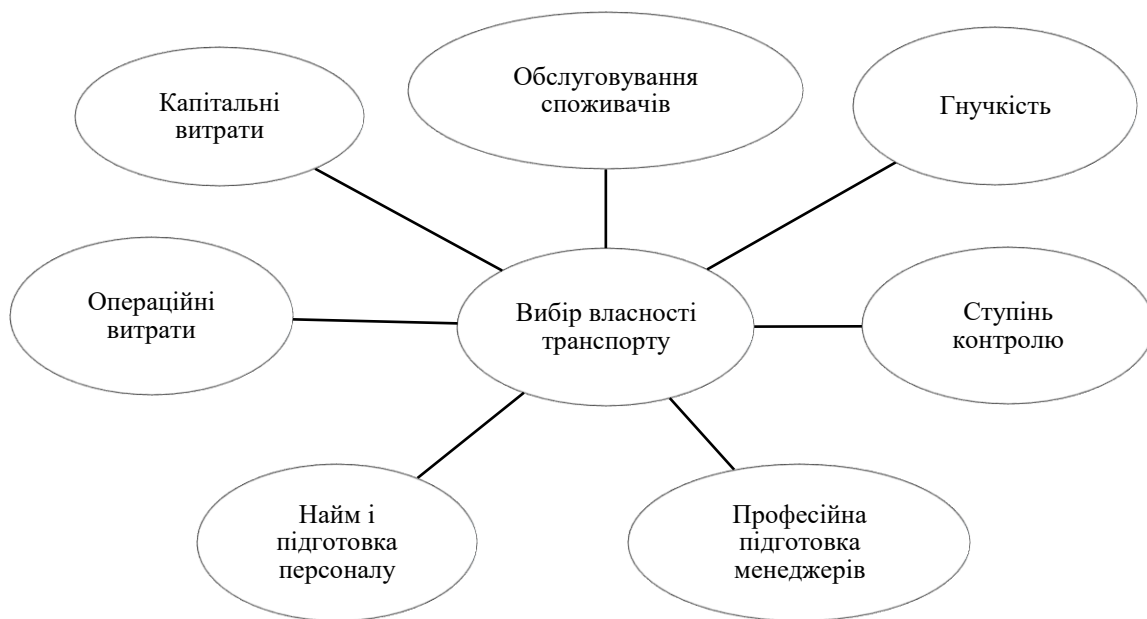 Капітальні
витрати
Обслуговування
споживачів
Гнучкість
Операційні
витрати
Вибір власності
транспорту
Ступінь
контролю
Найм і
підготовка
персоналу
Професійна
підготовка
менеджерів